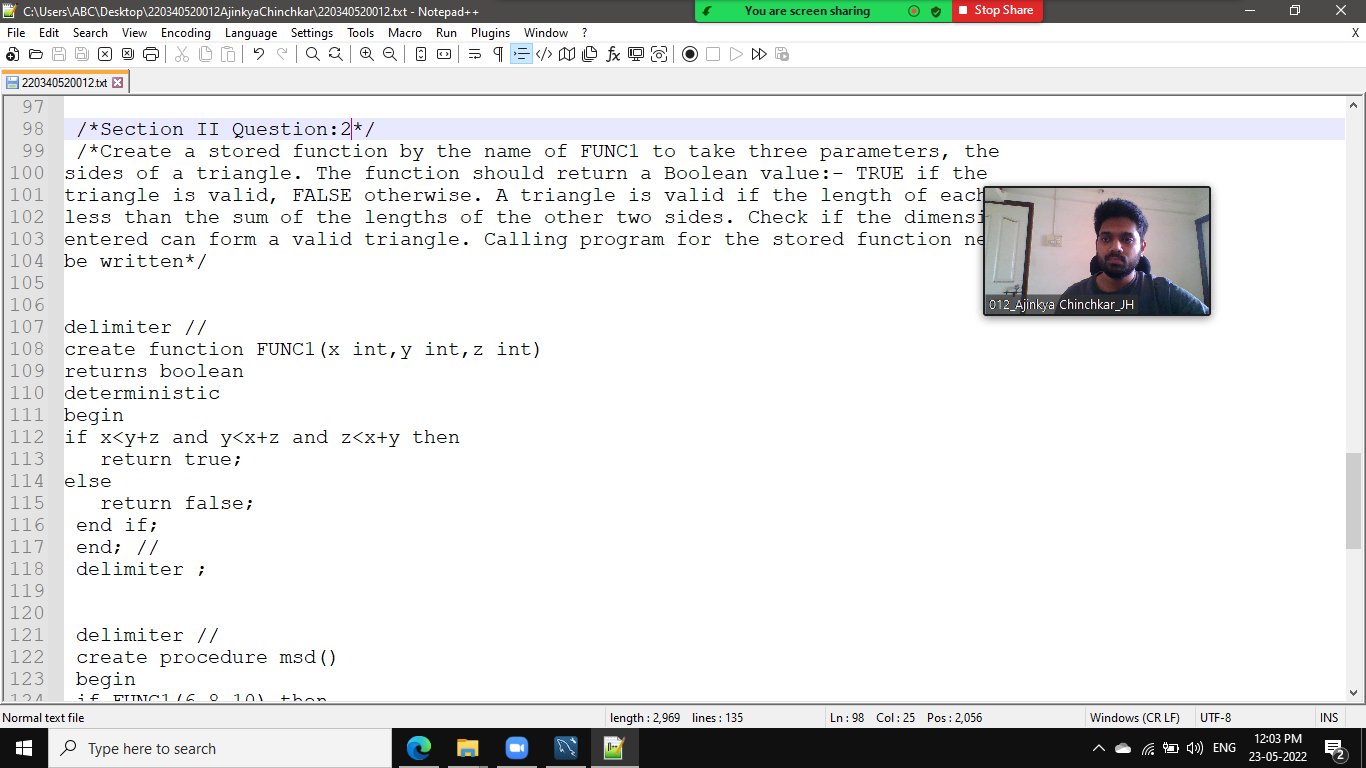 C:\Users\ABC\Desktop\220340520012AjinkyaChinchkar\220340520012.txt - Notepad++
You are screen sharing
Stop Share
File Edit Search View Encoding Language Settings Tools Macro Run Plugins Window ?
X
220340520012.txt
97
98 /*Section II Question:2*/
99 /*Create a stored function by the name of FUNC1 to take three parameters, the
100 sides of a triangle. The function should return a Boolean value:- TRUE if the
101 triangle is valid, FALSE otherwise. A triangle is valid if the length of each
102 less than the sum of the lengths of the other two sides. Check if the dimensi
103 entered can form a valid triangle. Calling program for the stored function ne
104 be written*/
105
106
107 delimiter //
108 create function FUNC1(x int,y int,z int)
109 returns boolean
110 deterministic
111 begin
112 if x<y+z and y<x+z and z<x+y then
113 return true;
114 else
115 return false;
116 end if;
117 end; //
118 delimiter ;
119
120
121 delimiter //
122 create procedure msd()
123 begin
124 if FUNC1(6,8,10) then
012_Ajinkya Chinchkar_JH
Normal text file
length : 2,969 lines : 135
Ln : 98 Col : 25 Pos : 2,056
Windows (CR LF)
UTF-8
INS
Type here to search
ENG
12:03 PM
23-05-2022
2